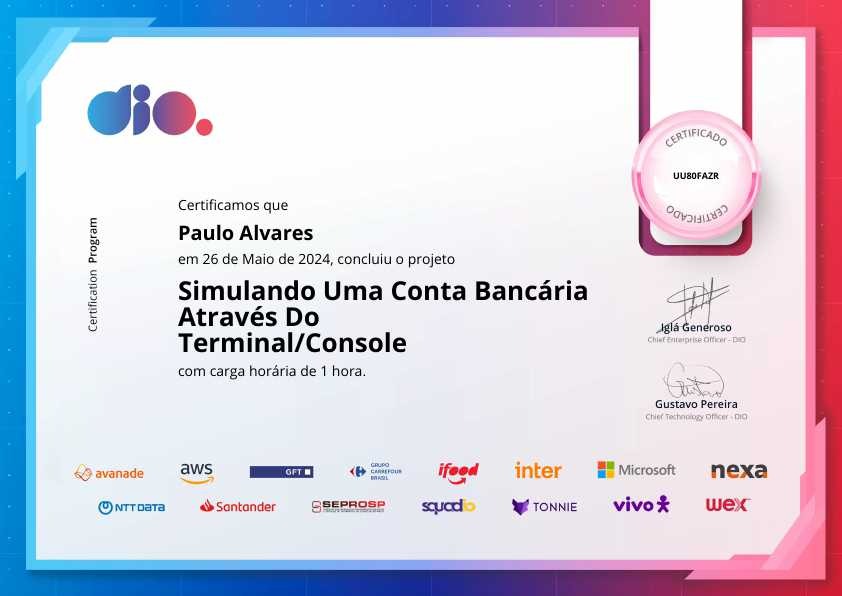 dio.
CERTIFICADO
UU80FAZR
CERTIFICADO
Certification Program
Certificamos que
Paulo Alvares
em 26 de Maio de 2024, concluiu o projeto
Simulando Uma Conta Bancária
Através Do
Terminal/Console
com carga horária de 1 hora.
Iglá Generoso
Chief Enterprise Officer - DIO
Gustavo Pereira
Chief Technology Officer - DIO
avanade
aws
GFT
GRUPO
CARREFOUR
BRASIL
ifood
inter
Microsoft
nexa
NTT DATA
Santander
SEPROSP
squadio
TONNIE
vivo
wex